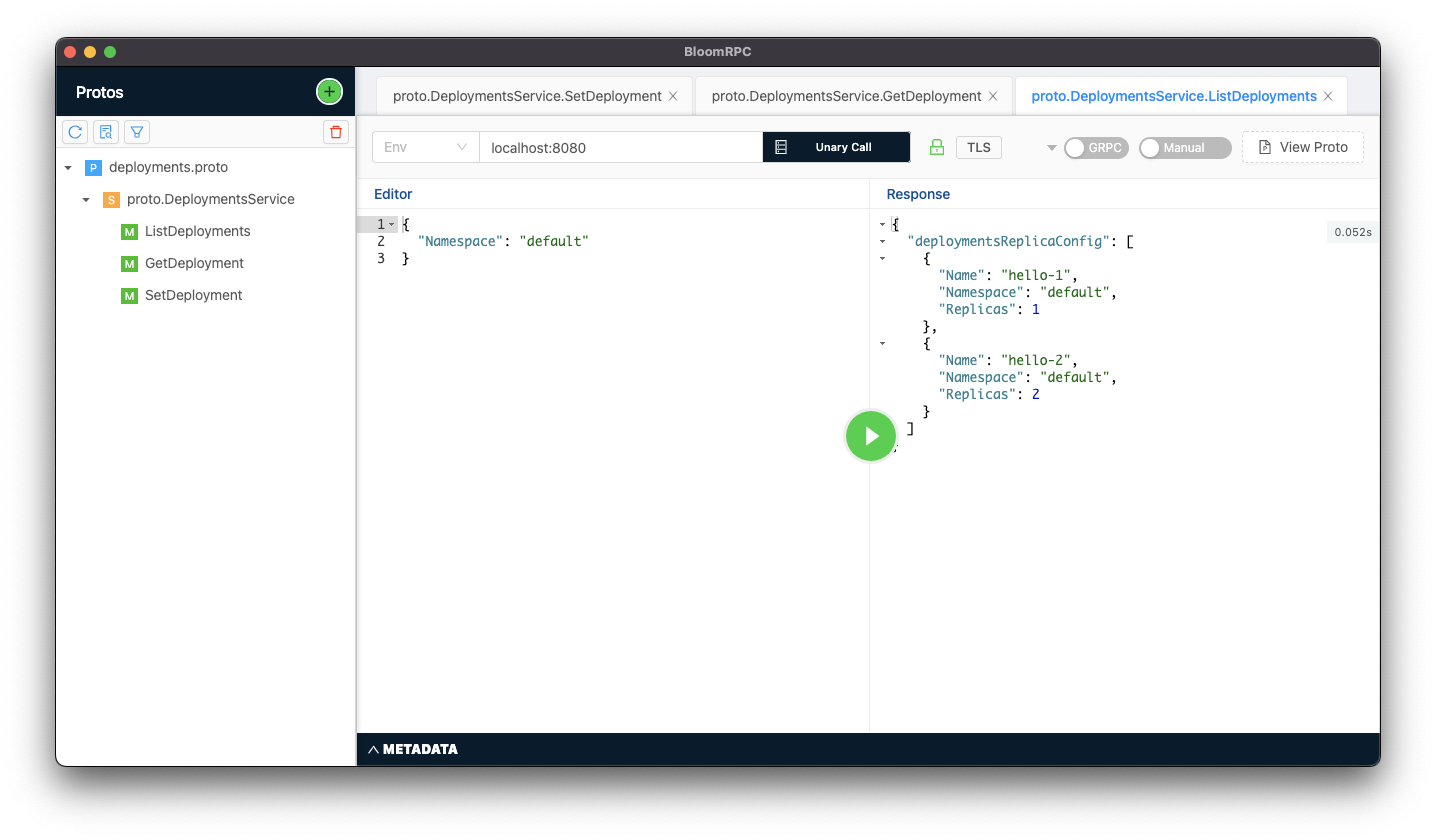 BloomRPC
Protos
proto.DeploymentsService.SetDeployment
proto.DeploymentsService.GetDeployment
proto.DeploymentsService.ListDeployments
Env
localhost:8080
Unary Call
TLS
GRPC
Manual
View Proto
P deployments.proto
S proto.DeploymentsService
M ListDeployments
M GetDeployment
M SetDeployment
Editor
1 {
2 "Namespace": "default"
3 }
Response
0.052s
{
"deploymentsReplicaConfig": [
{
"Name": "hello-1",
"Namespace": "default",
"Replicas": 1
},
{
"Name": "hello-2",
"Namespace": "default",
"Replicas": 2
}
]
METADATA